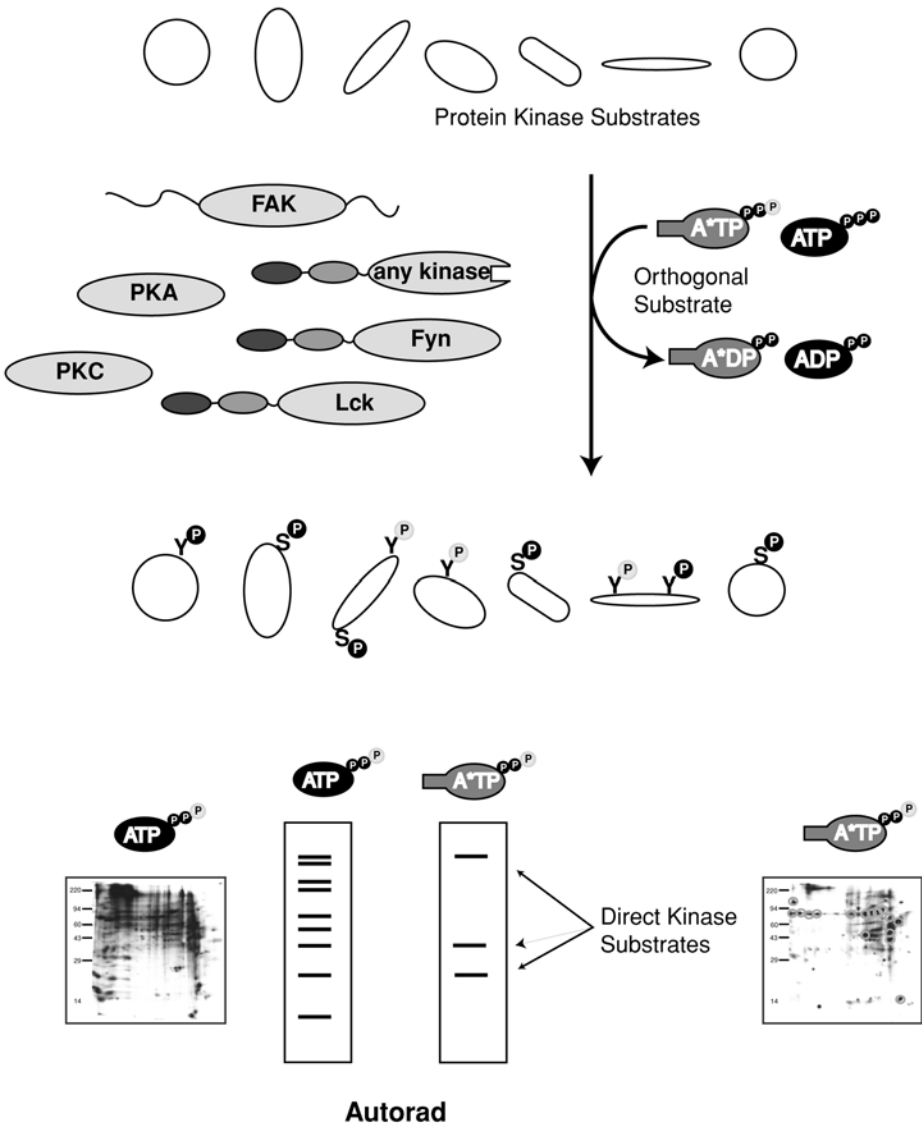 Protein Kinase Substrates
FAK
A*TP
P
P
P
ATP
P
P
P
any kinase
Orthogonal
Substrate
PKA
Fyn
A*DP
P
P
ADP
P
P
PKC
Lck
Y
P
S
P
Y
P
S
P
Y
P
S
P
Y
P
Y
P
S
P
ATP
P
P
P
A*TP
P
P
P
ATP
P
P
P
A*TP
P
P
P
220
94
60
43
29
14
Direct Kinase
Substrates
220
94
60
43
29
14
Autorad